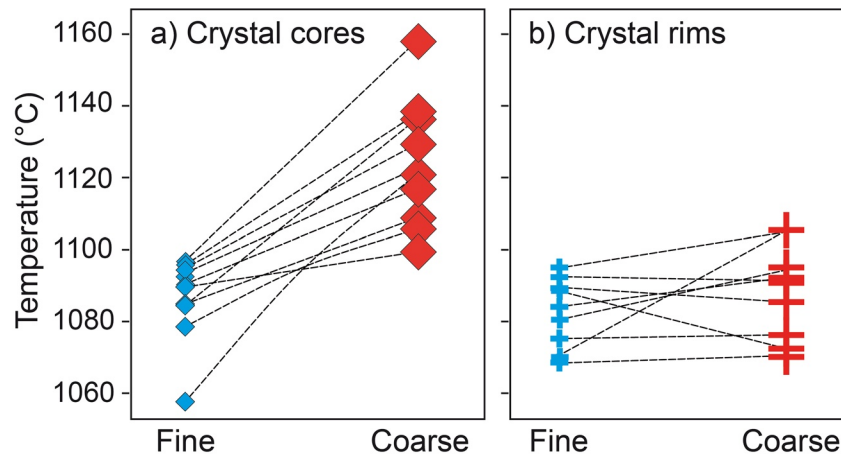 a) Crystal cores
b) Crystal rims
Temperature (°C)
1160
1140
1120
1100
1080
1060
Fine
Coarse
Fine
Coarse